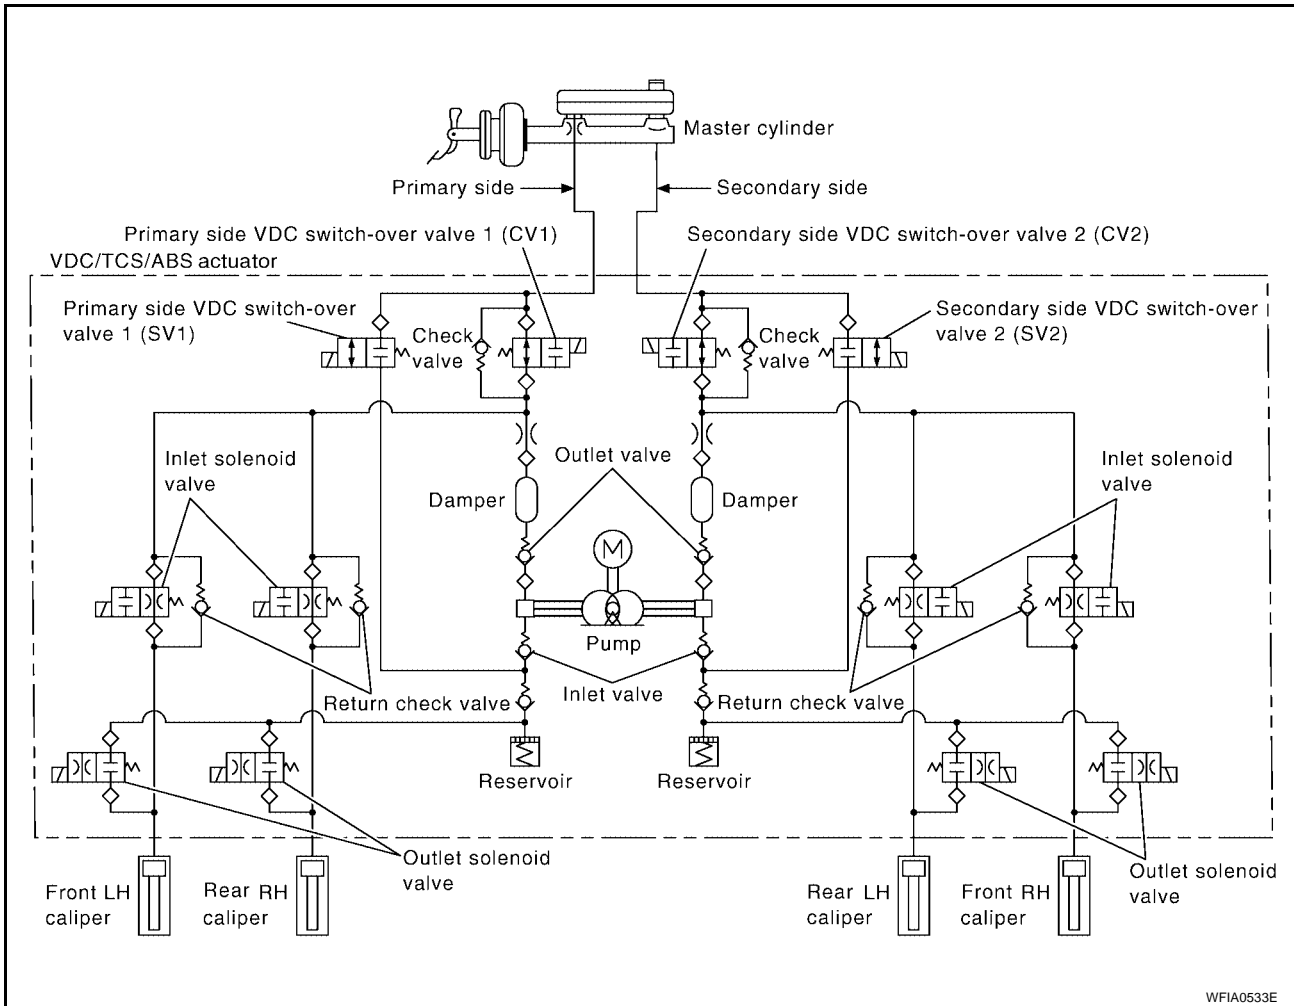 Master cylinder
Primary side
Secondary side
Primary side VDC switch-over valve 1 (CV1)
Secondary side VDC switch-over valve 2 (CV2)
VDC/TCS/ABS actuator
Primary side VDC switch-over
valve 1 (SV1)
Check
valve
Check
valve
Secondary side VDC switch-over
valve 2 (SV2)
Inlet solenoid
valve
Outlet valve
Inlet solenoid
valve
Damper
Damper
M
Pump
Return check valve
Inlet valve
Return check valve
Reservoir
Reservoir
Outlet solenoid
valve
Outlet solenoid
valve
Front LH
caliper
Rear RH
caliper
Rear LH
caliper
Front RH
caliper
WFIA0533E